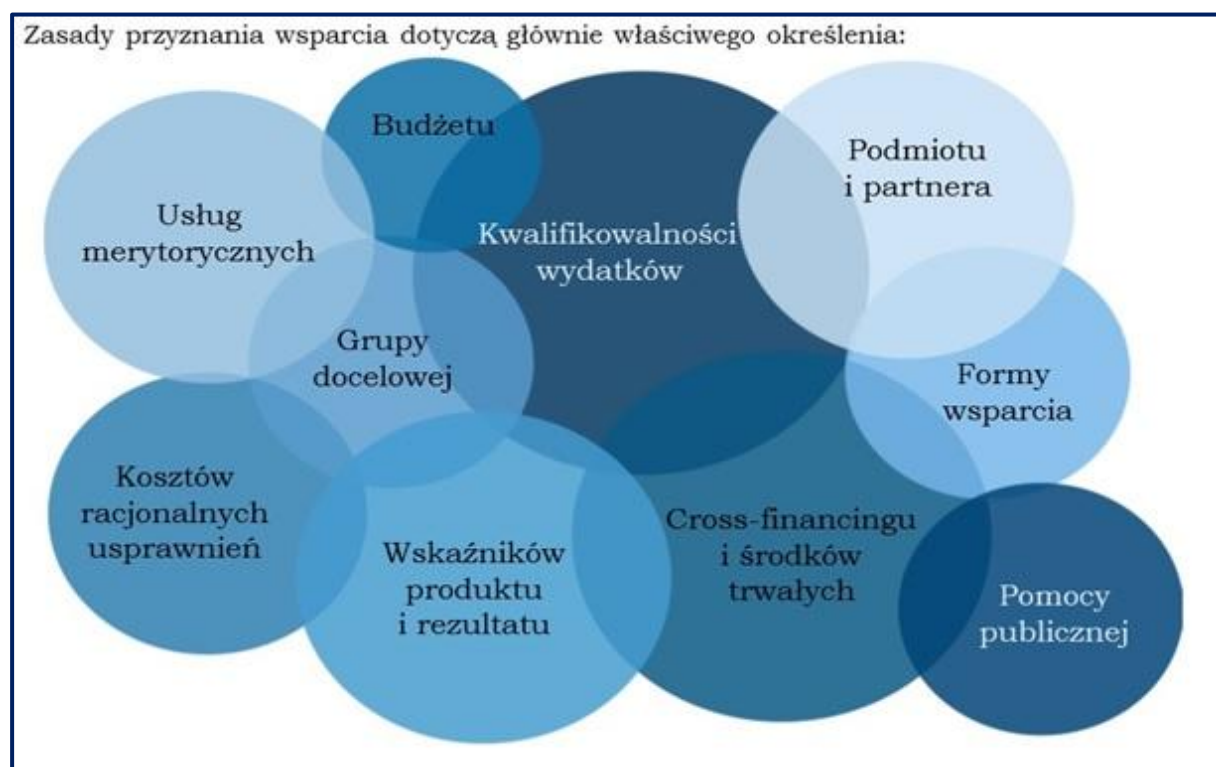 Zasady przyznania wsparcia dotyczą głównie właściwego określenia:
Budżetu
Podmiotu
i partnera
Usług
merytorycznych
Kwalifikowalności
wydatków
Grupy
docelowej
Formy
wsparcia
Kosztów
racjonalnych
usprawnień
Wskaźników
produktu
i rezultatu
Cross-financingu
i środków
trwałych
Pomocy
publicznej